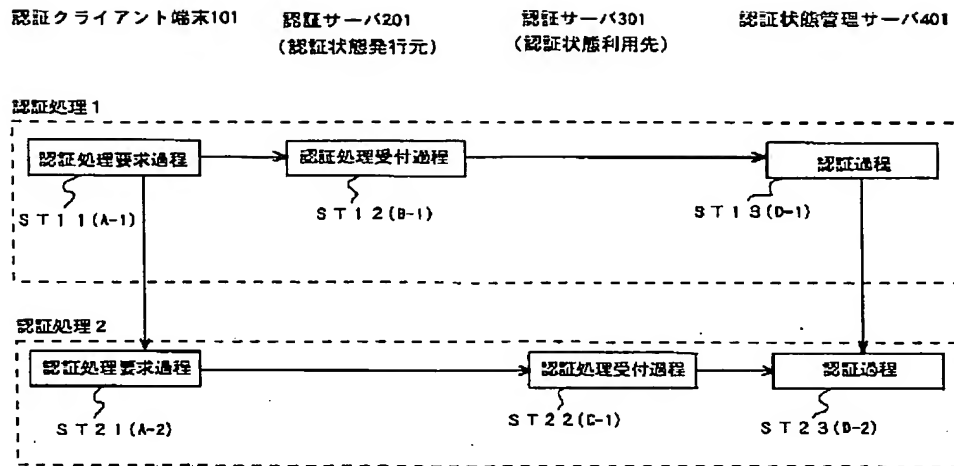 認証クライアント端末101
認証サーバ201
(認証状態発行元)
認証サーバ301
(認証状態利用先)
認証状態管理サーバ401
認証処理1
認証処理要求過程
認証処理受付過程
認証過程
ST11(A-1)
ST12(B-1)
ST13(D-1)
認証処理2
認証処理要求過程
認証処理受付過程
認証過程
ST21(A-2)
ST22(C-1)
ST23(D-2)